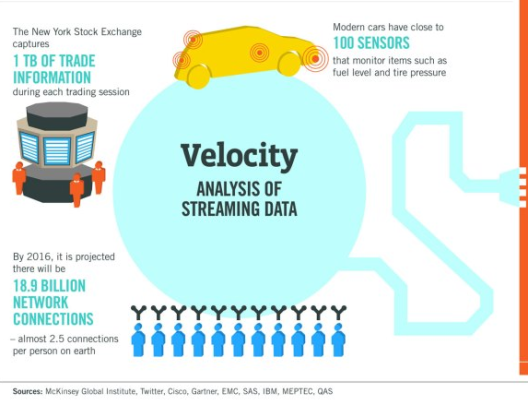 The New York Stock Exchange
captures
1 TB OF TRADE
INFORMATION
during each trading session
Modern cars have close to
100 SENSORS
that monitor items such as
fuel level and tire pressure
Velocity
ANALYSIS OF
STREAMING DATA
By 2016, it is projected
there will be
18.9 BILLION
NETWORK
CONNECTIONS
– almost 2.5 connections
per person on earth
Sources: McKinsey Global Institute, Twitter, Cisco, Gartner, EMC, SAS, IBM, MEPTEC, QAS